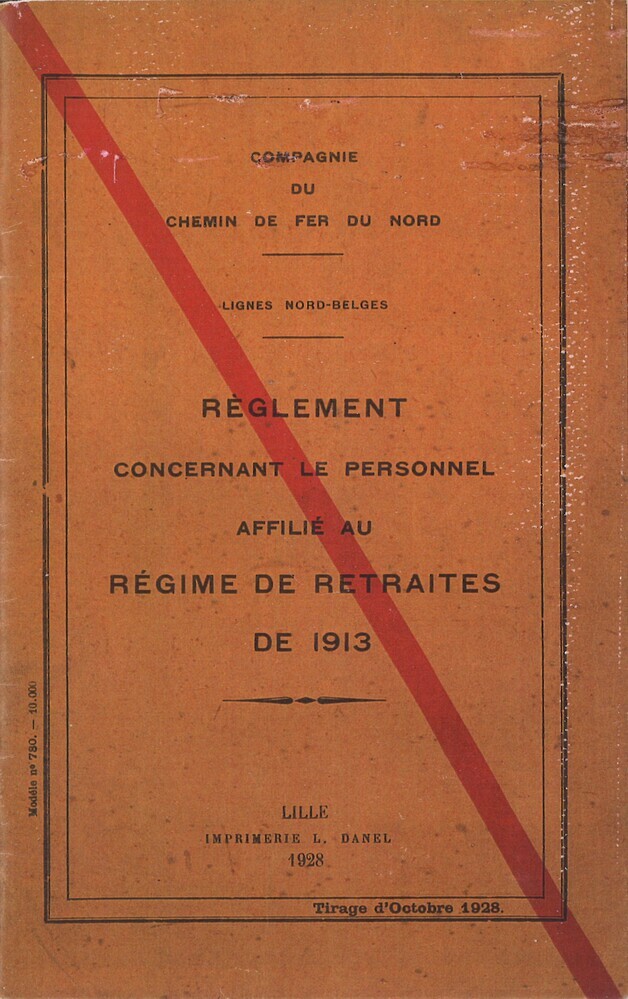 COMPAGNIE
DU
CHEMIN DE FER DU NORD
LIGNES NORD-BELGES
RÈGLEMENT
CONCERNANT LE PERSONNEL
AFFILIÉ AU
RÉGIME DE RETRAITES
DE 1913
LILLE
IMPRIMERIE L. DANEL
1928
Tirage d'Octobre 1928.
Modèle nº 780. — 10.000